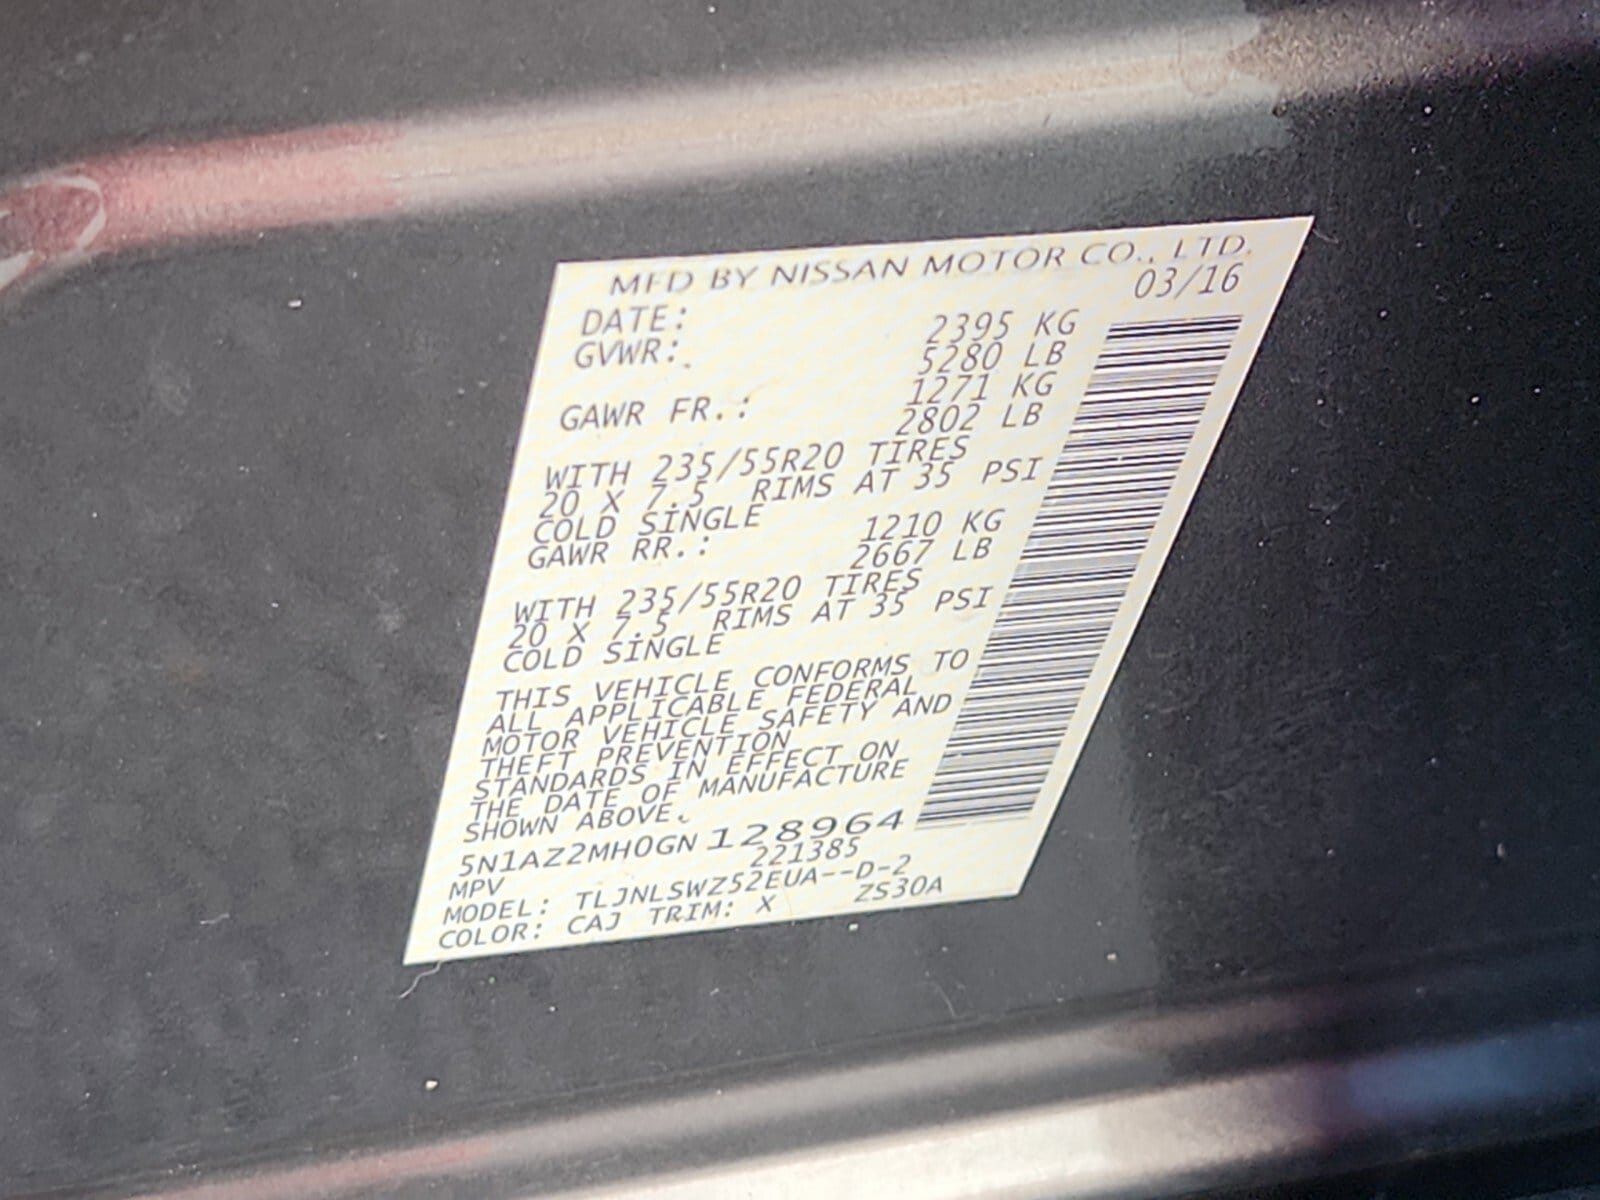 MFD BY NISSAN MOTOR CO., LTD.
DATE: 03/16
GVWR: 2395 KG
5280 LB
GAWR FR.: 1271 KG
2802 LB
WITH 235/55R20 TIRES
20 X 7.5 RIMS AT 35 PSI
COLD SINGLE
GAWR RR.: 1210 KG
2667 LB
WITH 235/55R20 TIRES
20 X 7.5 RIMS AT 35 PSI
COLD SINGLE
THIS VEHICLE CONFORMS TO
ALL APPLICABLE FEDERAL
MOTOR VEHICLE SAFETY AND
THEFT PREVENTION
STANDARDS IN EFFECT ON
THE DATE OF MANUFACTURE
SHOWN ABOVE.
5N1AZ2MH0GN128964
MPV 221385
MODEL: TLJNLSWZ52EUA--D-2
COLOR: CAJ TRIM: X ZS30A